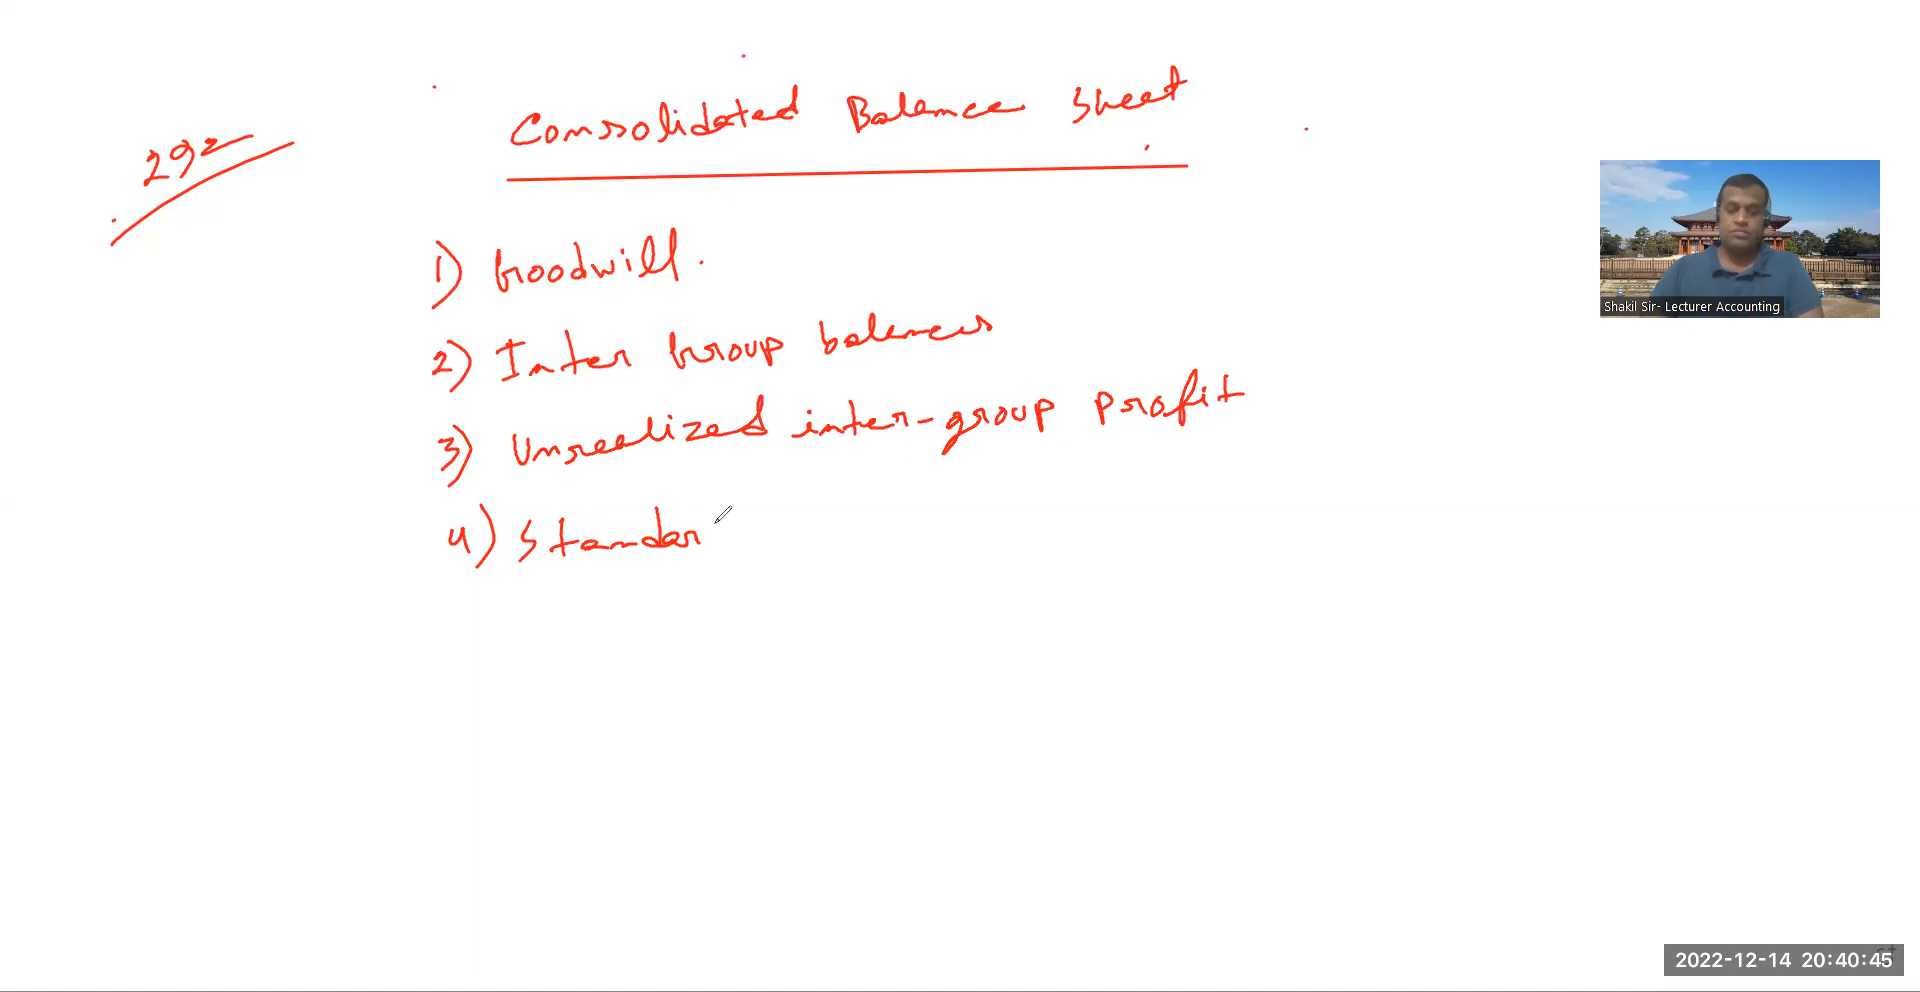 Consolidated Balance Sheet
292
1) Goodwill.
2) Inter Group balances
3) Unrealized inter-group profit
4) Standar
Shakil Sir- Lecturer Accounting
2022-12-14 20:40:45